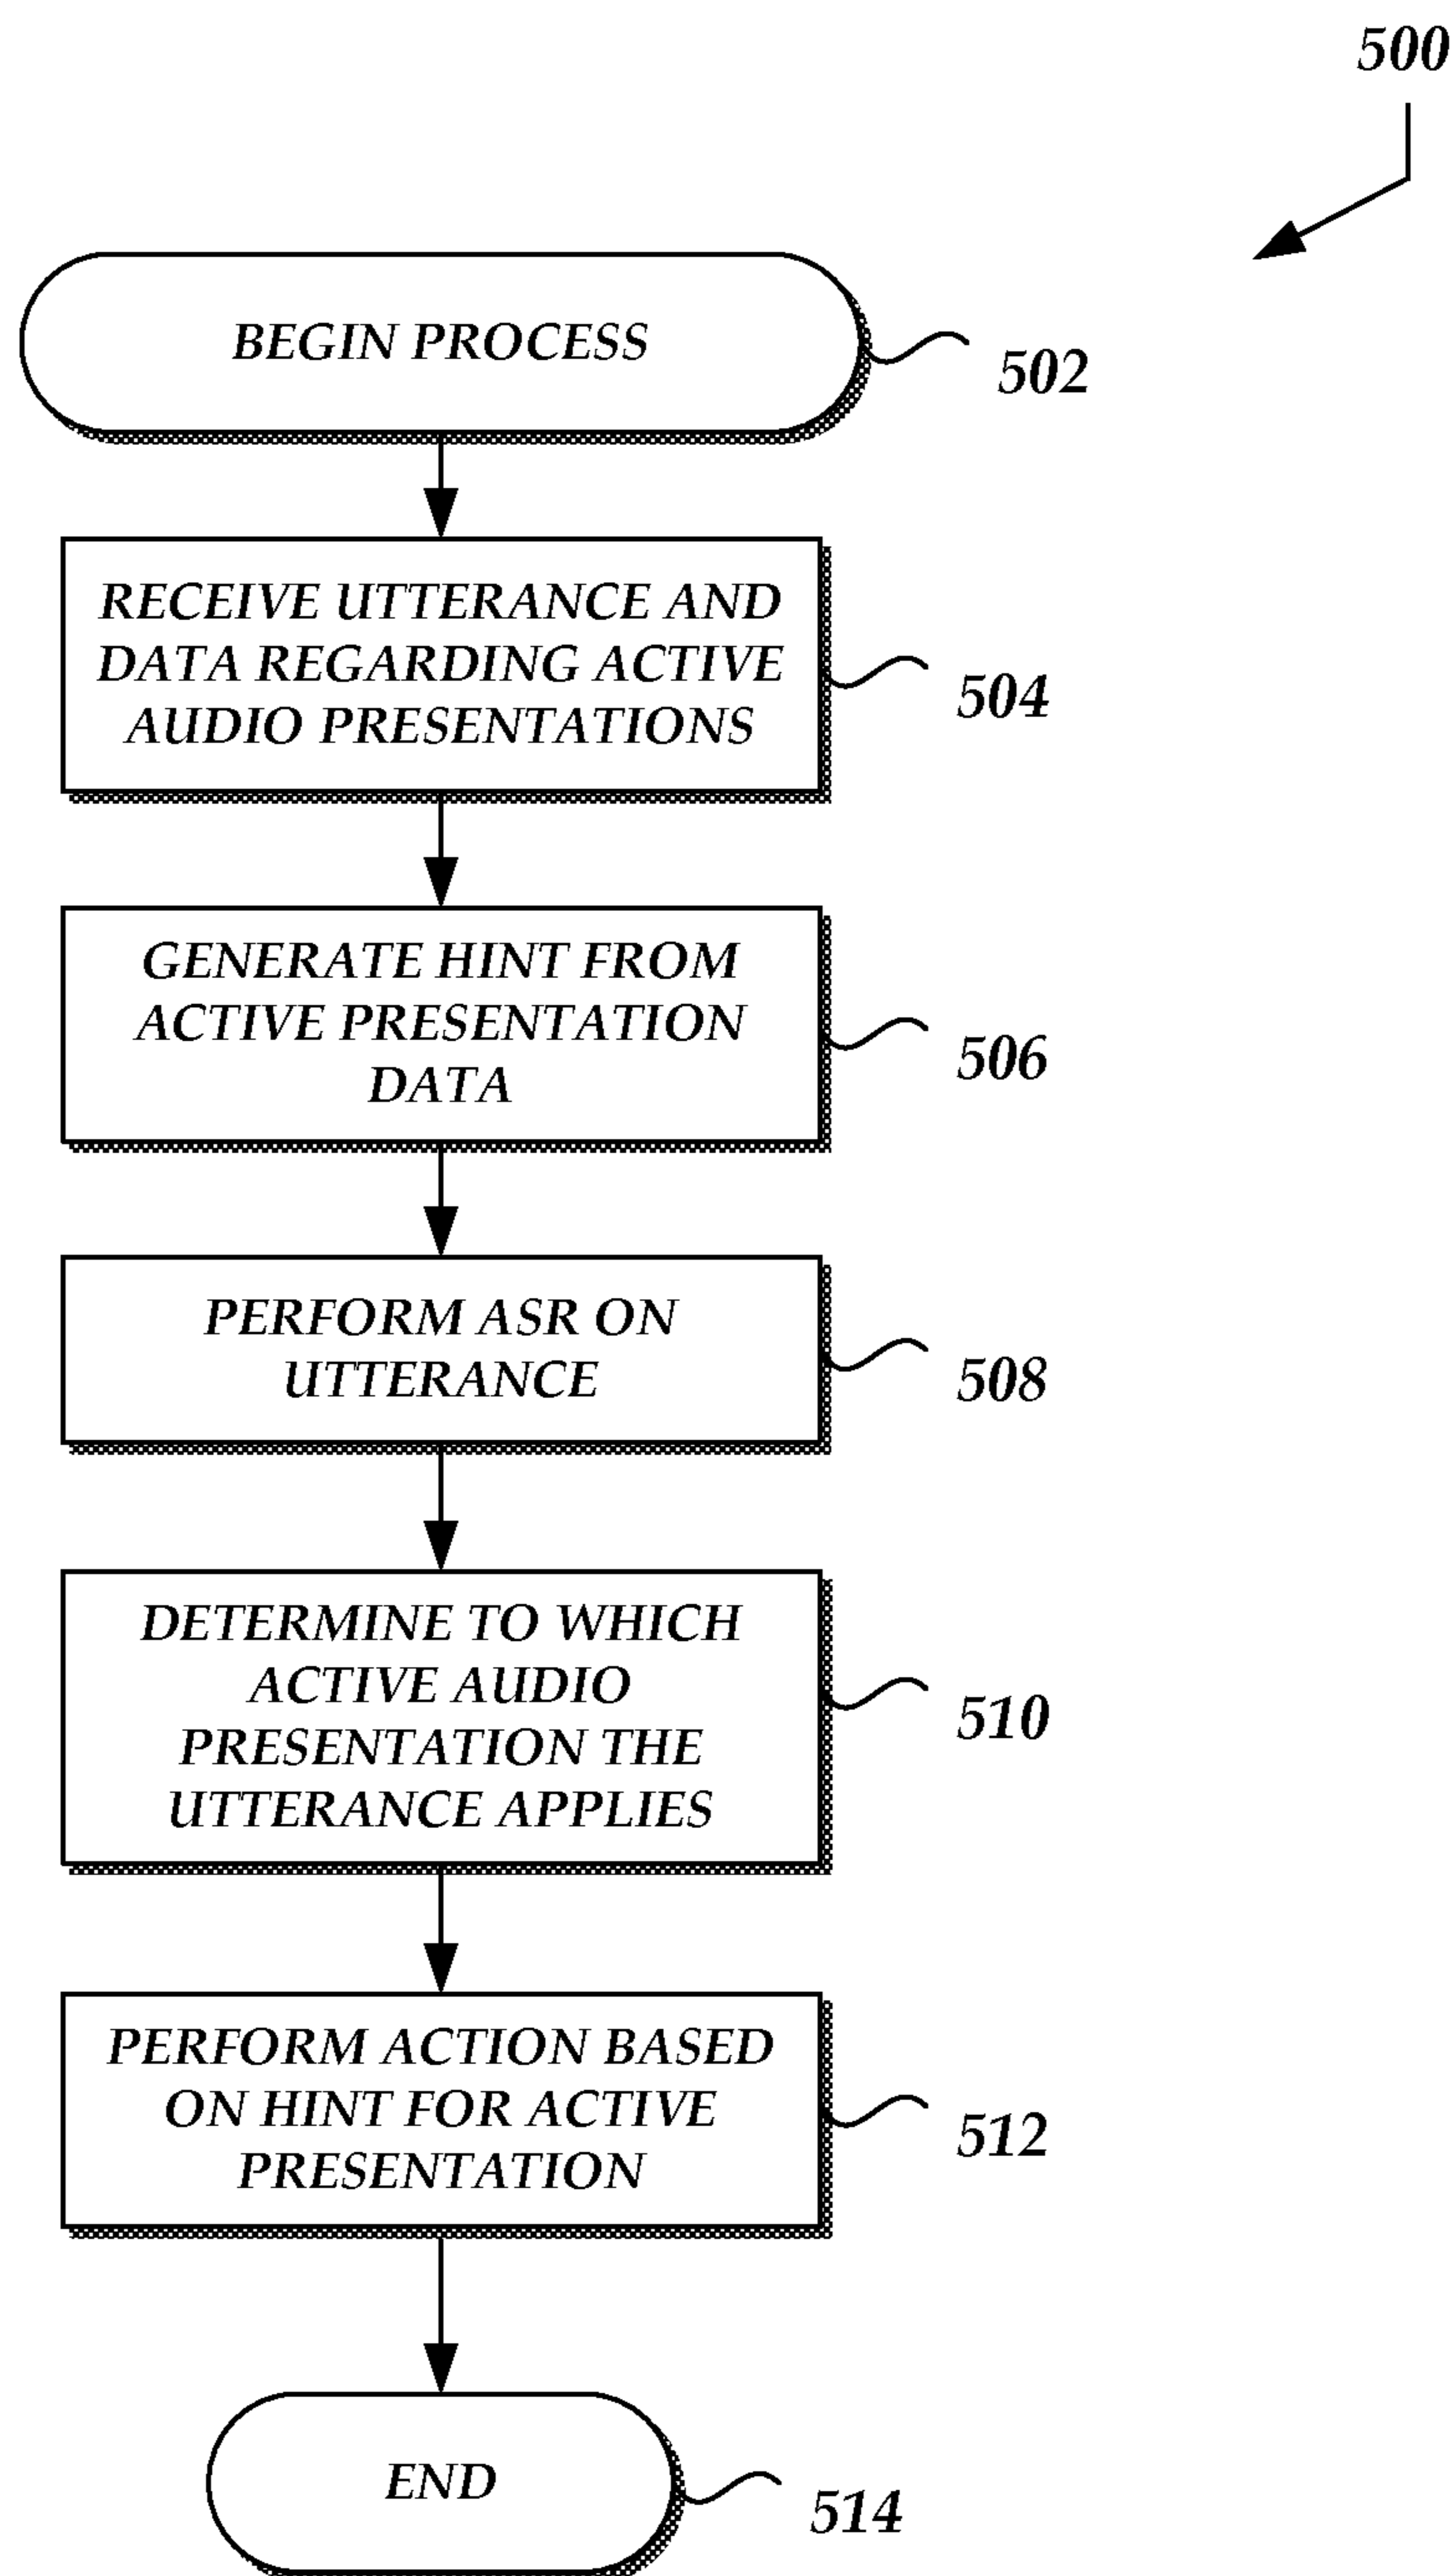 500
BEGIN PROCESS
502
RECEIVE UTTERANCE AND
DATA REGARDING ACTIVE
AUDIO PRESENTATIONS
504
GENERATE HINT FROM
ACTIVE PRESENTATION
DATA
506
PERFORM ASR ON
UTTERANCE
508
DETERMINE TO WHICH
ACTIVE AUDIO
PRESENTATION THE
UTTERANCE APPLIES
510
PERFORM ACTION BASED
ON HINT FOR ACTIVE
PRESENTATION
512
END
514